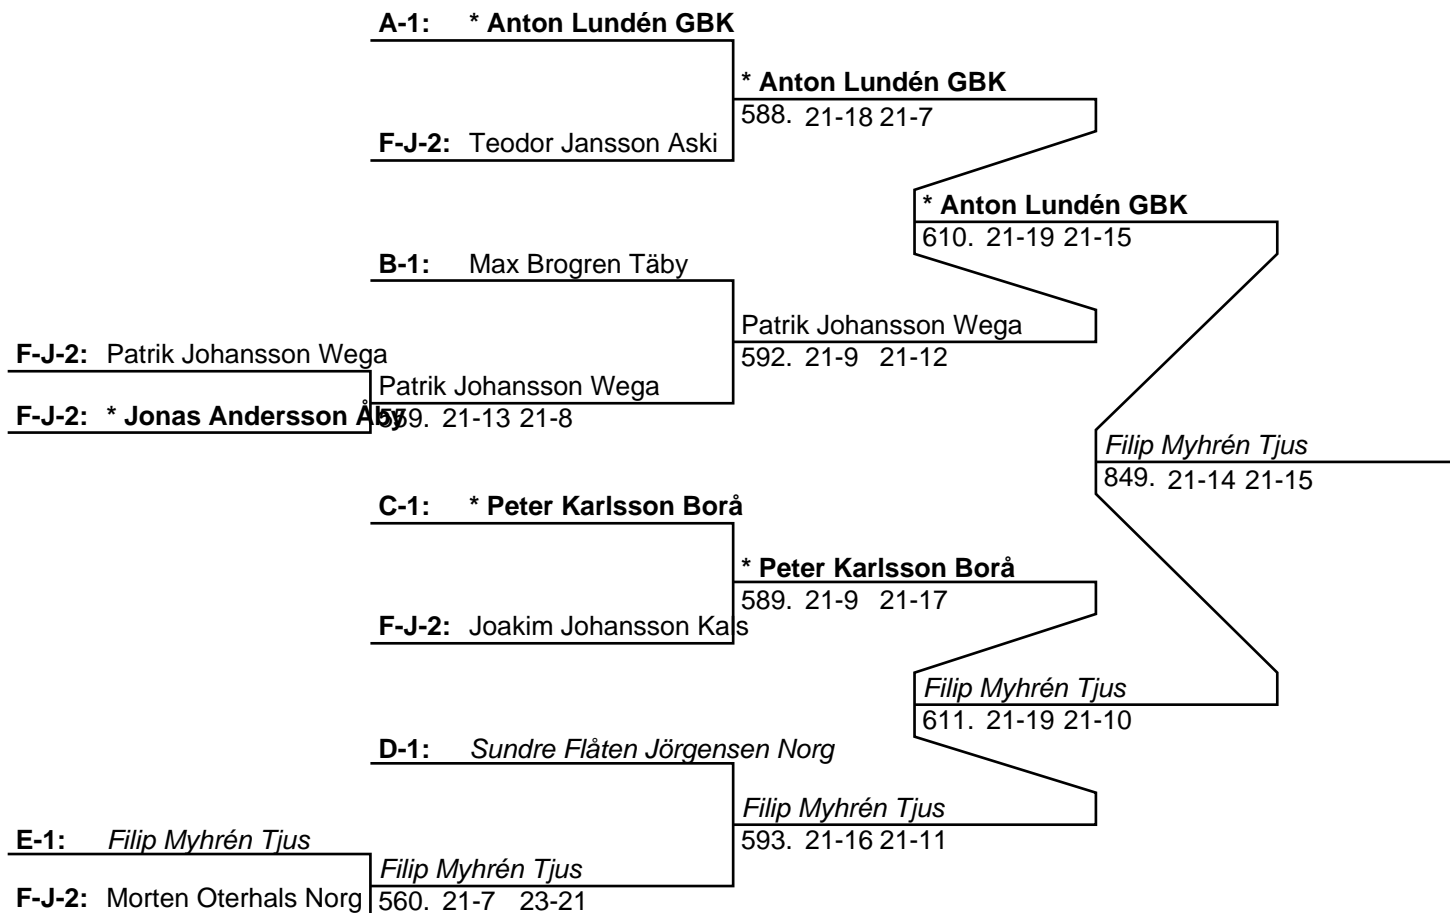 A-1: * Anton Lundén GBK
* Anton Lundén GBK
588. 21-18 21-7
F-J-2: Teodor Jansson Aski
* Anton Lundén GBK
610. 21-19 21-15
B-1: Max Brogren Täby
Patrik Johansson Wega
592. 21-9 21-12
F-J-2: Patrik Johansson Wega
Patrik Johansson Wega
F-J-2: * Jonas Andersson Åby
559. 21-13 21-8
Filip Myhrén Tjus
849. 21-14 21-15
C-1: * Peter Karlsson Borå
* Peter Karlsson Borå
589. 21-9 21-17
F-J-2: Joakim Johansson Kals
Filip Myhrén Tjus
611. 21-19 21-10
D-1: Sundre Flåten Jörgensen Norg
Filip Myhrén Tjus
593. 21-16 21-11
E-1: Filip Myhrén Tjus
Filip Myhrén Tjus
F-J-2: Morten Oterhals Norg
560. 21-7 23-21